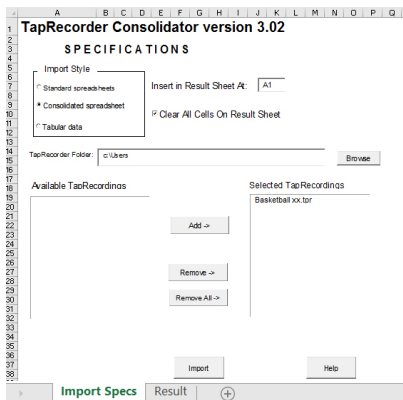 A B C D E F G H I J K L M N O P Q
1 TapRecorder Consolidator version 3.02
2
3 SPECIFICATIONS
4
5 Import Style
6
7 Standard spreadsheets Insert in Result Sheet At: A1
8
9 Consolidated spreadsheet
10 Clear All Cells On Result Sheet
11
12 Tabular data
13
14 TapRecorder Folder: c:\Users
15 Browse
16
17
18 Available TapRecordings Selected TapRecordings
19
20 Basketball xx.tpr
21
22 Add ->
23
24
25
26
27 Remove ->
28
29
30 Remove All ->
31
32
33
34
35
36
37 Import Help
38
Import Specs Result